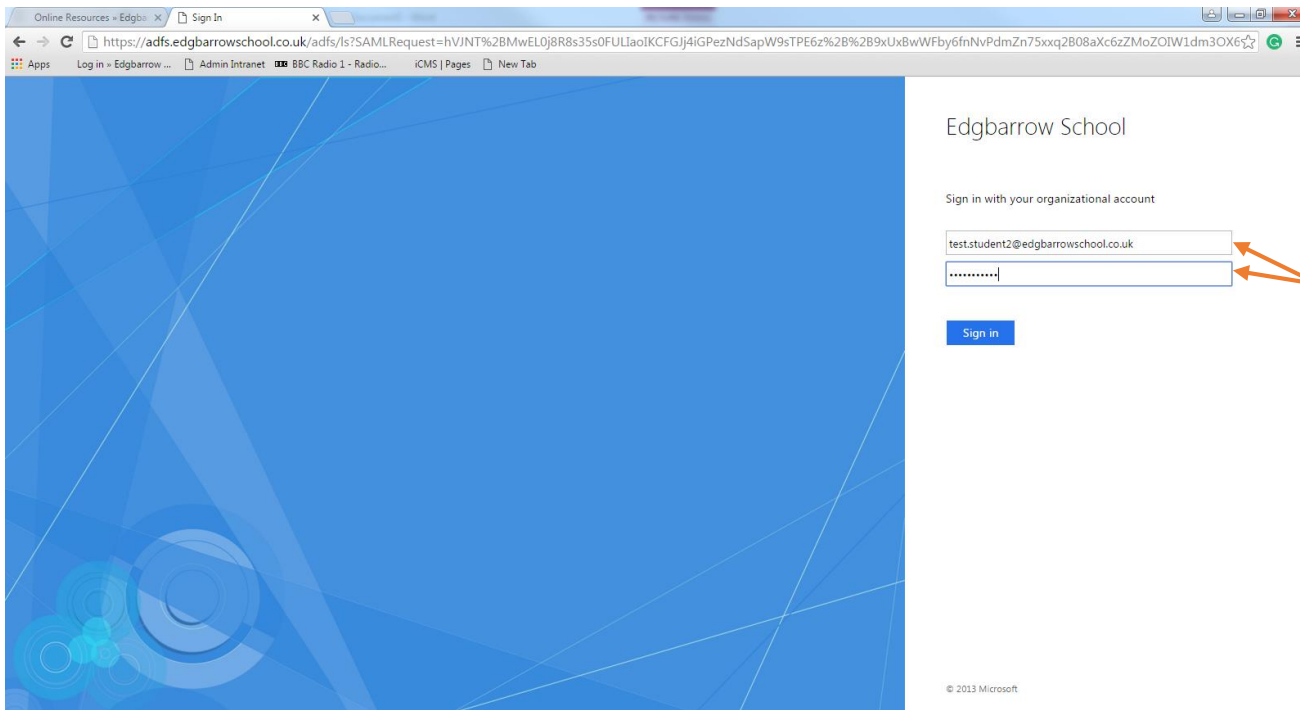 Online Resources » Edgba
Sign In
https://adfs.edgbarrowschool.co.uk/adfs/ls?SAMLRequest=hVJNT%2BMwEL0j8R8s35s0FULIaoIKCFGJj4iGPezNdSapW9sTPE6z%2B%2B9xUxBwWFby6fnNvPdmZn75xxq2B08aXc6zZMoZOIW1dm3OX6
Apps
Log in » Edgbarrow ...
Admin Intranet
BBC Radio 1 - Radio...
iCMS | Pages
New Tab
Edgbarrow School
Sign in with your organizational account
test.student2@edgbarrowschool.co.uk
Sign in
© 2013 Microsoft